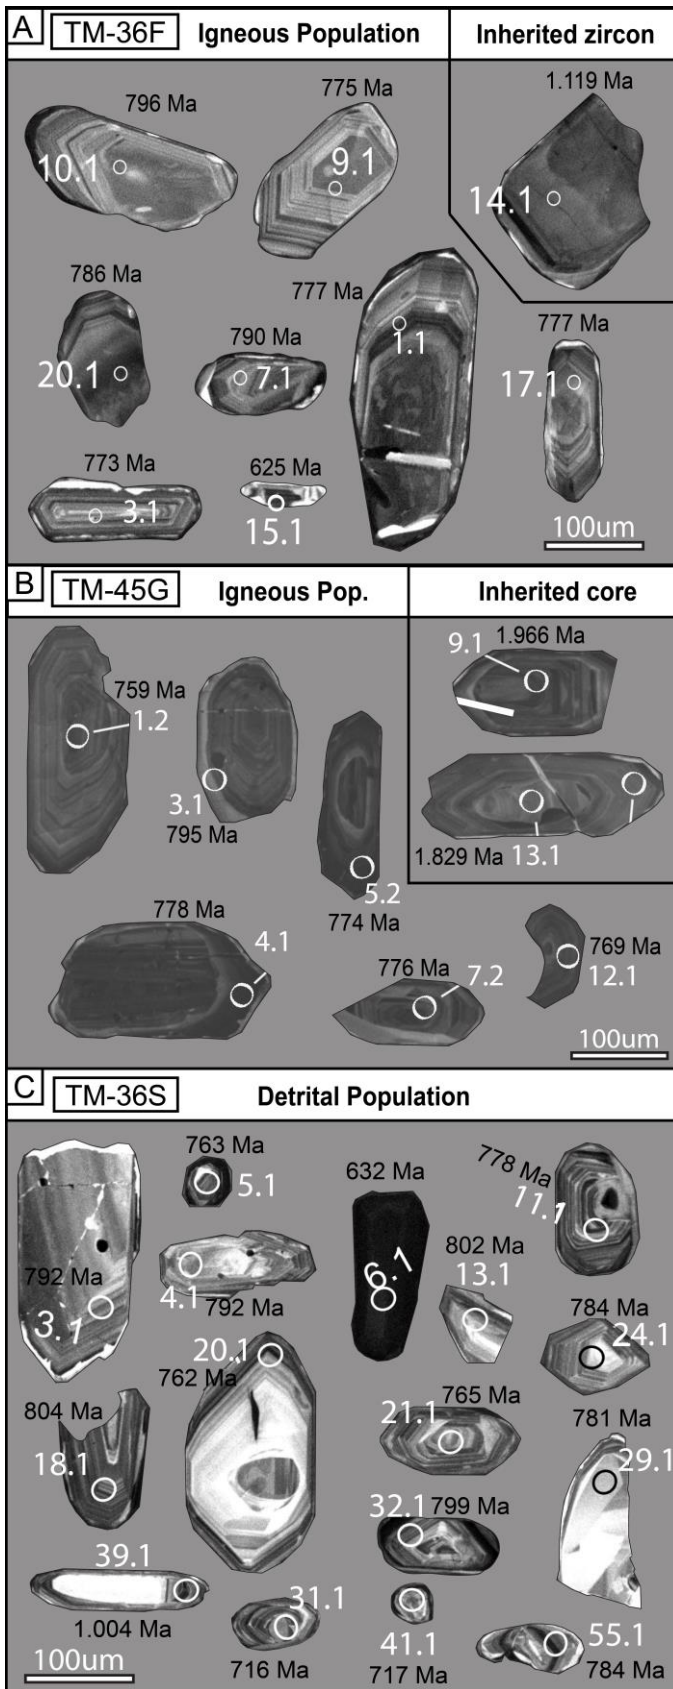 A TM-36F Igneous Population Inherited zircon
796 Ma
775 Ma
1.119 Ma
10.1
9.1
14.1
786 Ma
777 Ma
790 Ma
777 Ma
20.1
7.1
1.1
17.1
773 Ma
625 Ma
3.1
15.1
100um
B TM-45G Igneous Pop. Inherited core
9.1
1.966 Ma
759 Ma
1.2
3.1
795 Ma
1.829 Ma
13.1
5.2
774 Ma
778 Ma
4.1
776 Ma
7.2
769 Ma
12.1
100um
C TM-36S Detrital Population
763 Ma
5.1
632 Ma
778 Ma
11.1
792 Ma
3.1
4.1
792 Ma
6.1
802 Ma
13.1
784 Ma
24.1
20.1
762 Ma
804 Ma
18.1
765 Ma
21.1
781 Ma
29.1
32.1
799 Ma
39.1
1.004 Ma
31.1
716 Ma
41.1
717 Ma
55.1
784 Ma
100um